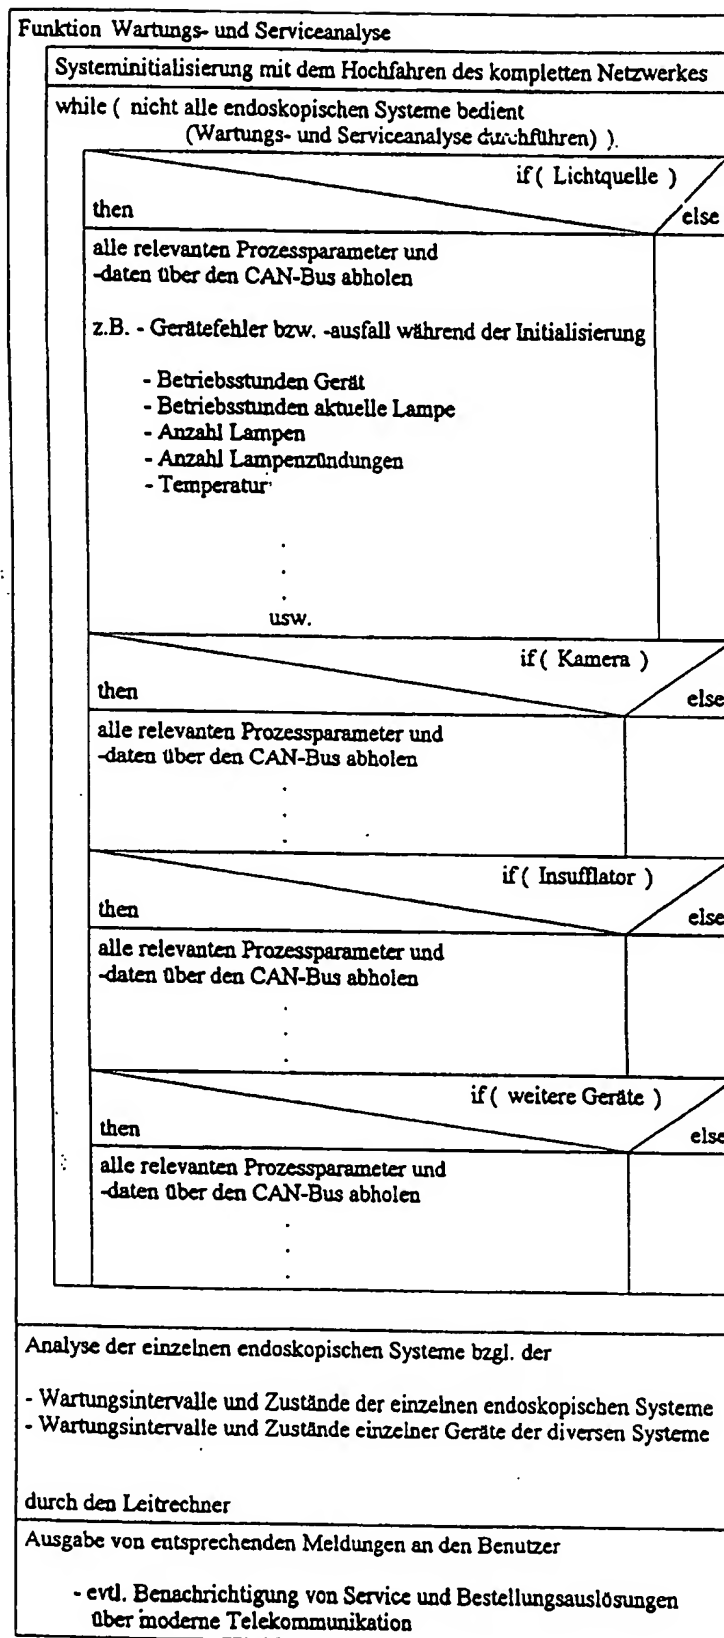 Funktion Wartungs- und Serviceanalyse
Systeminitialisierung mit dem Hochfahren des kompletten Netzwerkes
while ( nicht alle endoskopischen Systeme bedient
(Wartungs- und Serviceanalyse durchführen) )
if ( Lichtquelle )
then
else
alle relevanten Prozessparameter und
-daten über den CAN-Bus abholen
z.B. - Gerätefehler bzw. -ausfall während der Initialisierung
- Betriebsstunden Gerät
- Betriebsstunden aktuelle Lampe
- Anzahl Lampen
- Anzahl Lampenzündungen
- Temperatur
.
.
.
usw.
if ( Kamera )
then
else
alle relevanten Prozessparameter und
-daten über den CAN-Bus abholen
.
.
.
if ( Insufflator )
then
else
alle relevanten Prozessparameter und
-daten über den CAN-Bus abholen
.
.
.
if ( weitere Geräte )
then
else
alle relevanten Prozessparameter und
-daten über den CAN-Bus abholen
.
.
.
Analyse der einzelnen endoskopischen Systeme bzgl. der
- Wartungsintervalle und Zustände der einzelnen endoskopischen Systeme
- Wartungsintervalle und Zustände einzelner Geräte der diversen Systeme
durch den Leitrechner
Ausgabe von entsprechenden Meldungen an den Benutzer
- evtl. Benachrichtigung von Service und Bestellungsauslösungen
über moderne Telekommunikation